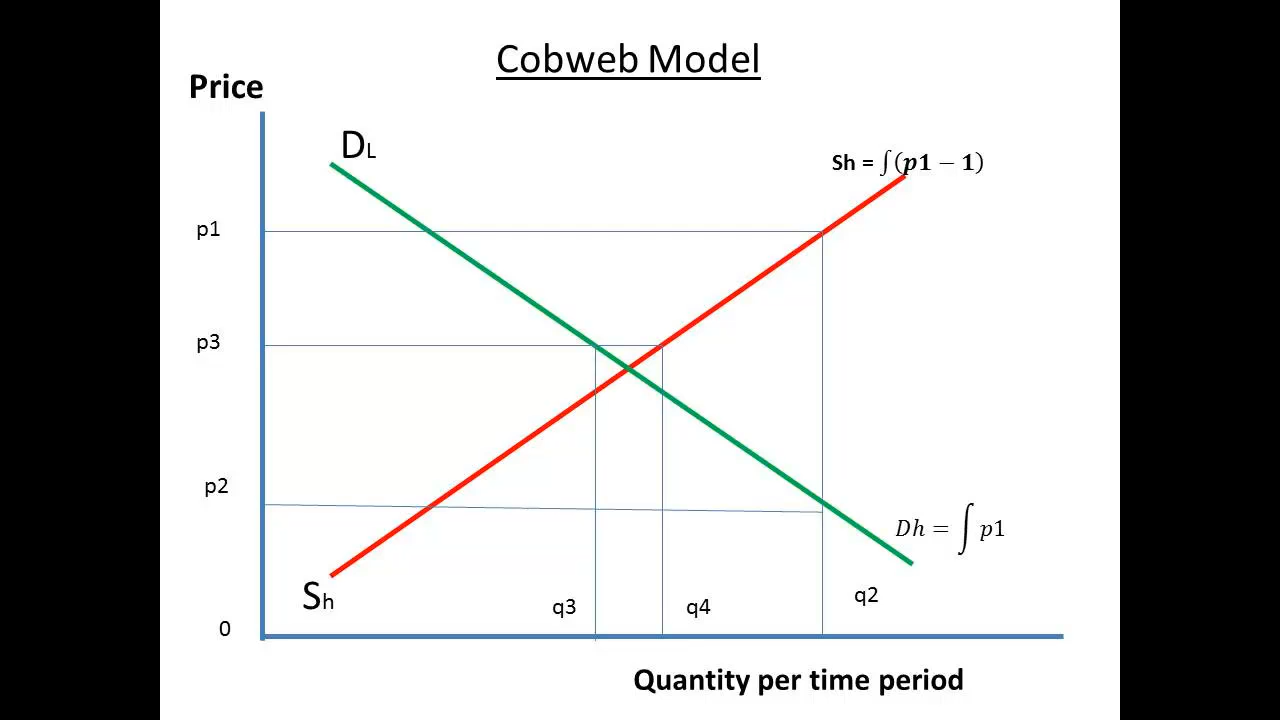 Cobweb Model
Price
DL
Sh = ∫(p1 − 1)
p1
p3
p2
Dh = ∫ p1
Sh
q3
q4
q2
0
Quantity per time period